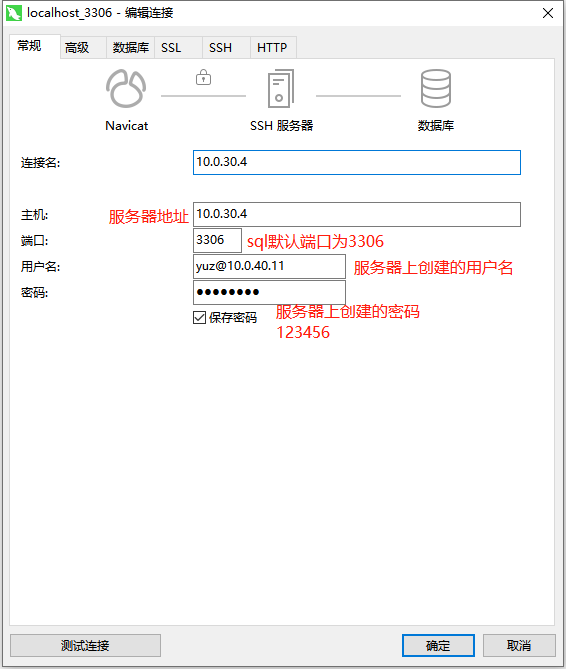 localhost_3306 - 编辑连接
常规 高级 数据库 SSL SSH HTTP
Navicat SSH 服务器 数据库
连接名: 10.0.30.4
主机: 服务器地址 10.0.30.4
端口: 3306 sql默认端口为3306
用户名: yuz@10.0.40.11 服务器上创建的用户名
密码: ●●●●●●●●
保存密码 服务器上创建的密码
123456
测试连接 确定 取消